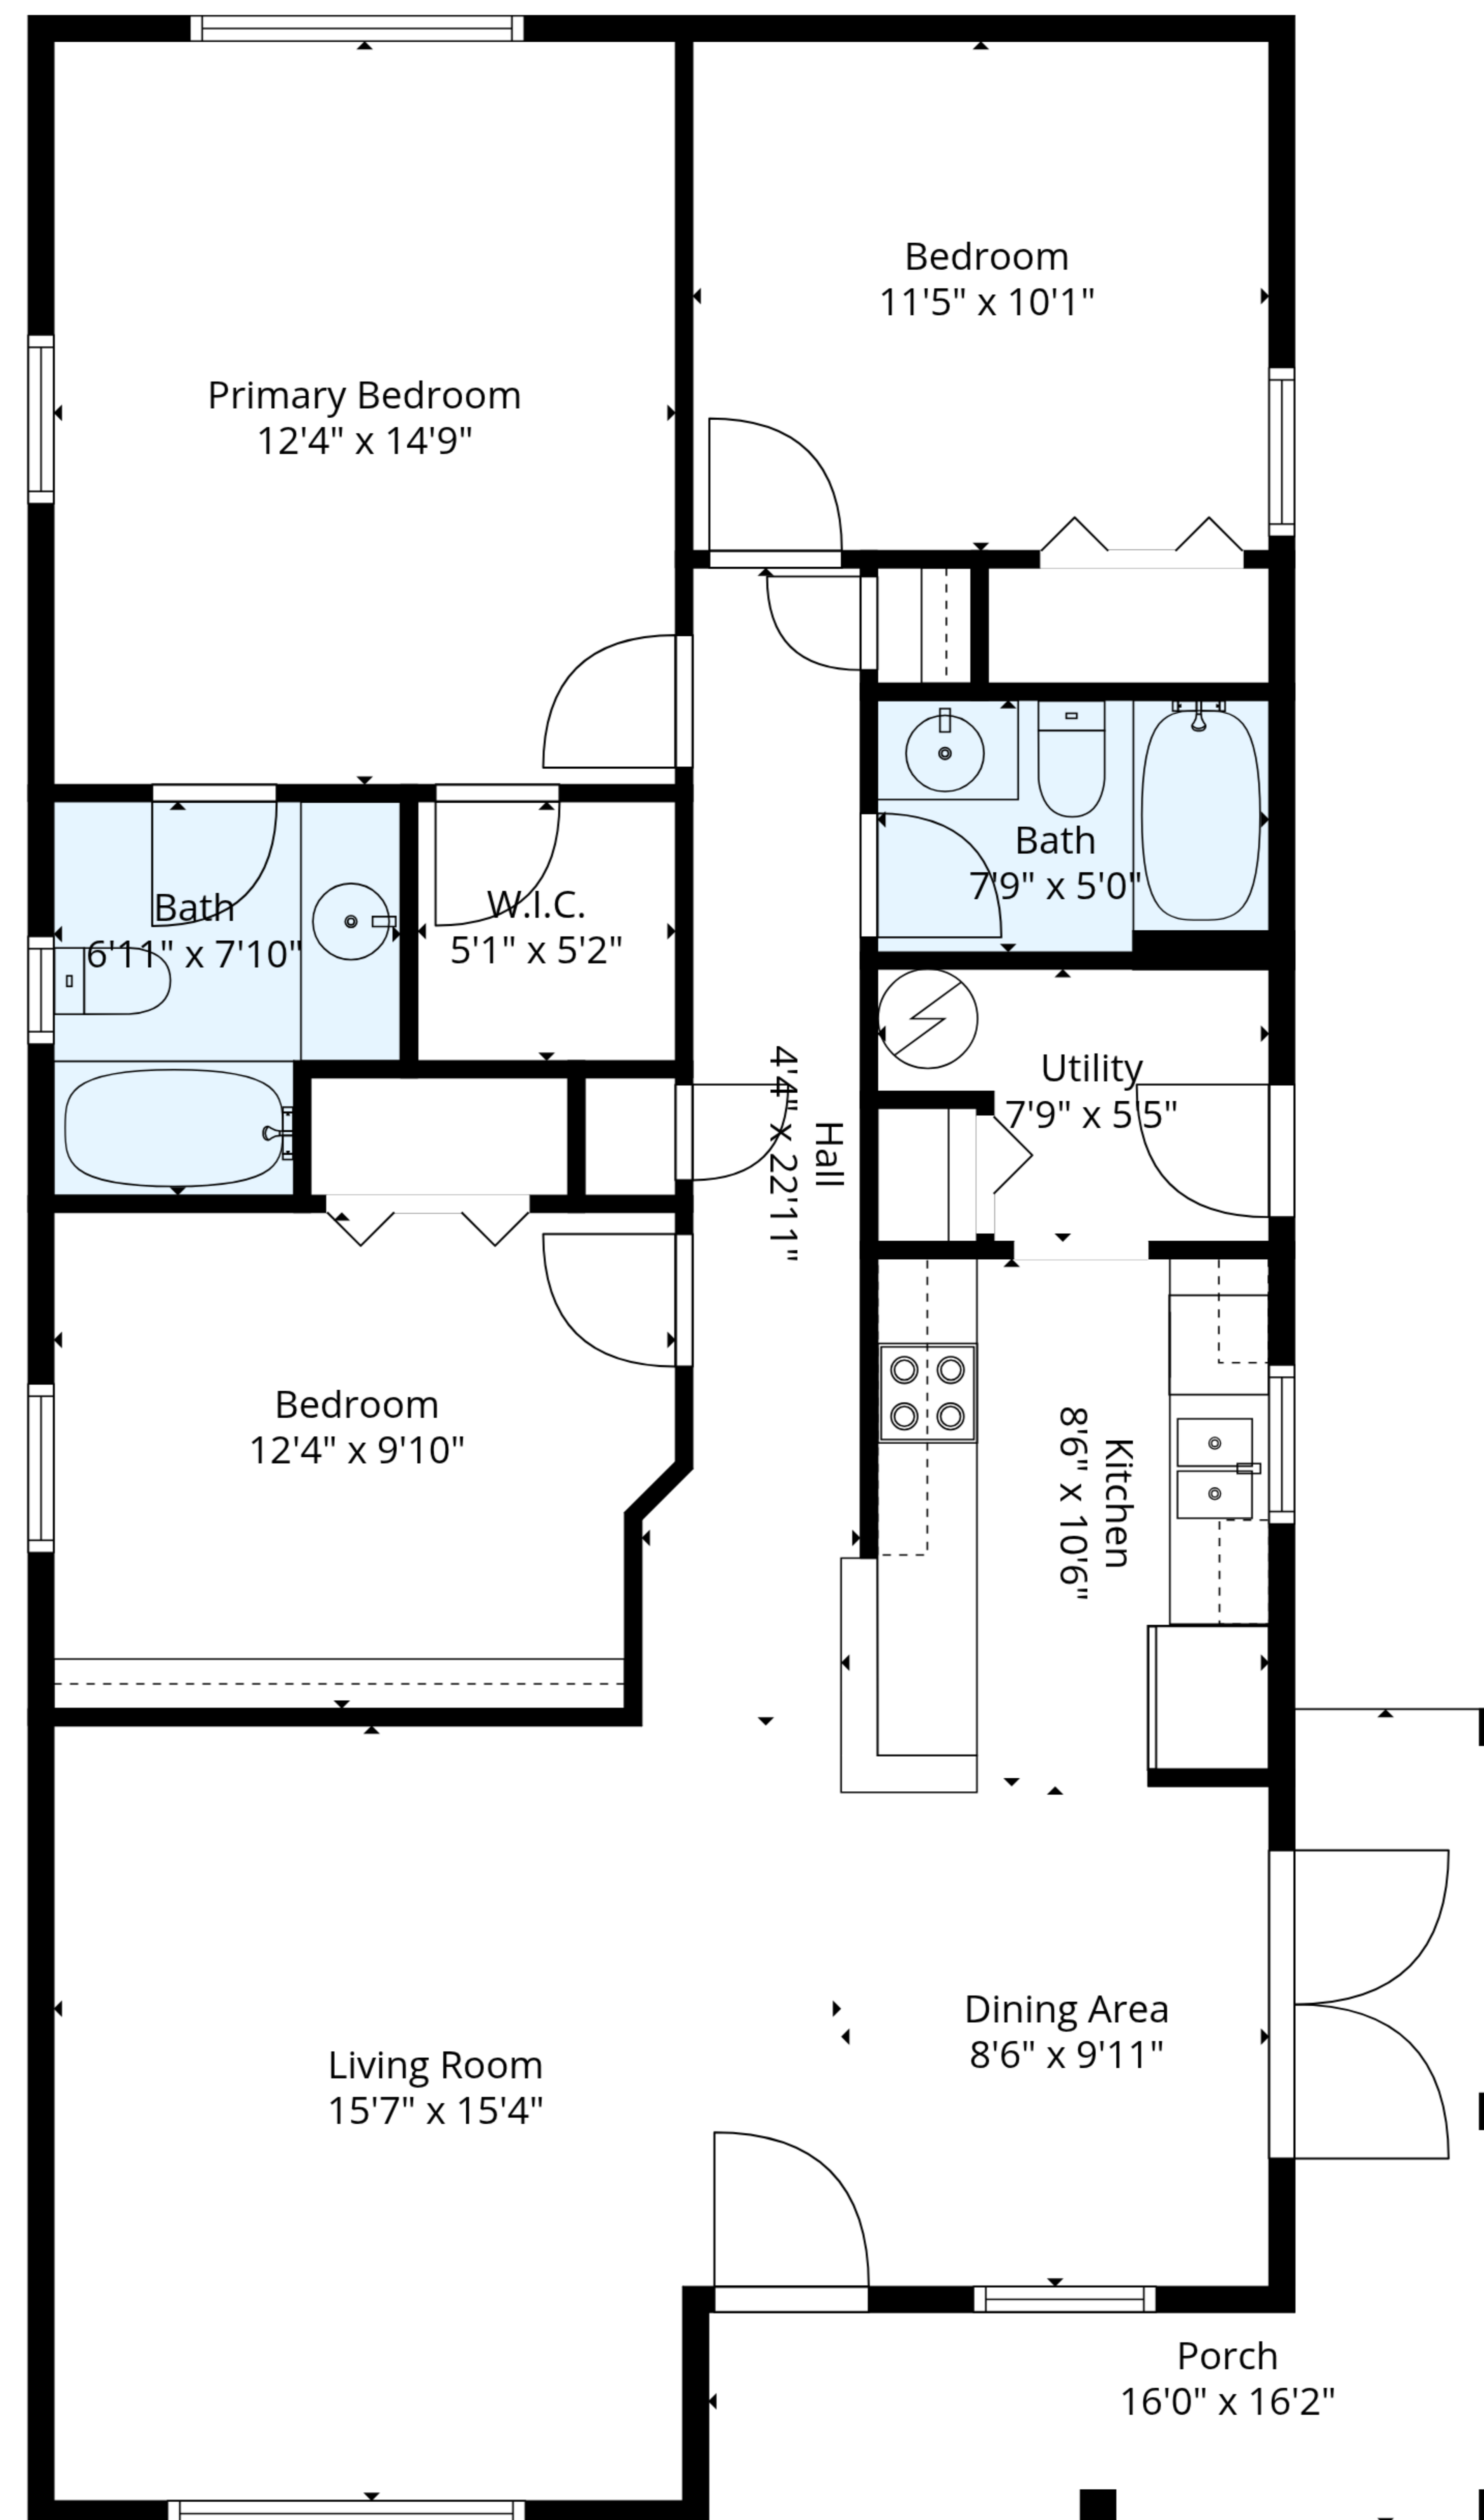 Bedroom
11'5" x 10'1"
Primary Bedroom
12'4" x 14'9"
Bath
7'9" x 5'0"
Bath
6'11" x 7'10"
W.I.C.
5'1" x 5'2"
Utility
7'9" x 5'5"
Hall
4'4" x 22'11"
Bedroom
12'4" x 9'10"
Kitchen
8'6" x 10'6"
Dining Area
8'6" x 9'11"
Living Room
15'7" x 15'4"
Porch
16'0" x 16'2"